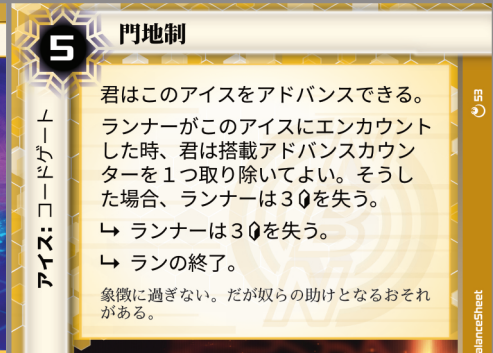 5
門地制
君はこのアイスをアドバンスできる。
ランナーがこのアイスにエンカウント
した時、君は搭載アドバンスカウン
ターを１つ取り除いてよい。そうし
た場合、ランナーは３を失う。
↳ ランナーは３を失う。
↳ ランの終了。
象徴に過ぎない。だが奴らの助けとなるおそれ
がある。
アイス: コードゲート
53
alanceSheet